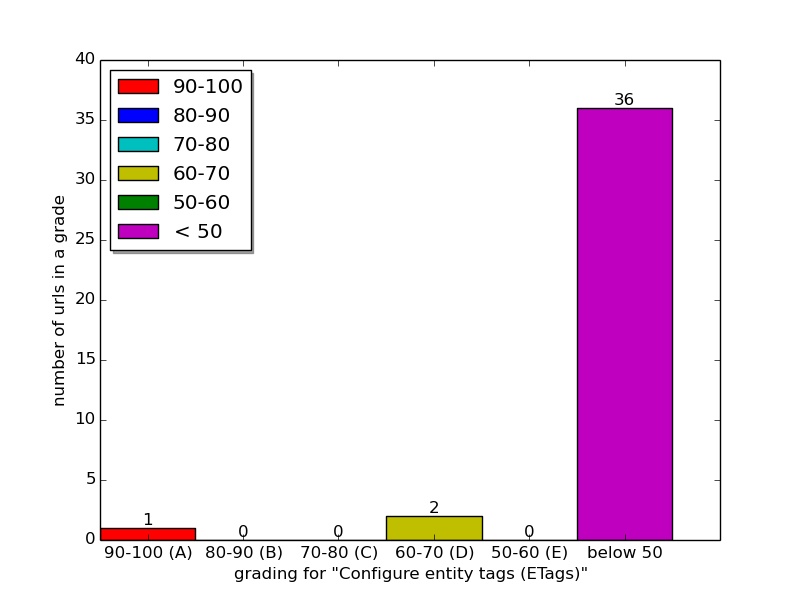 40
35
30
25
20
15
10
5
0
number of urls in a grade
90-100
80-90
70-80
60-70
50-60
< 50
1
0
0
2
0
36
90-100 (A)
80-90 (B)
70-80 (C)
60-70 (D)
50-60 (E)
below 50
grading for "Configure entity tags (ETags)"